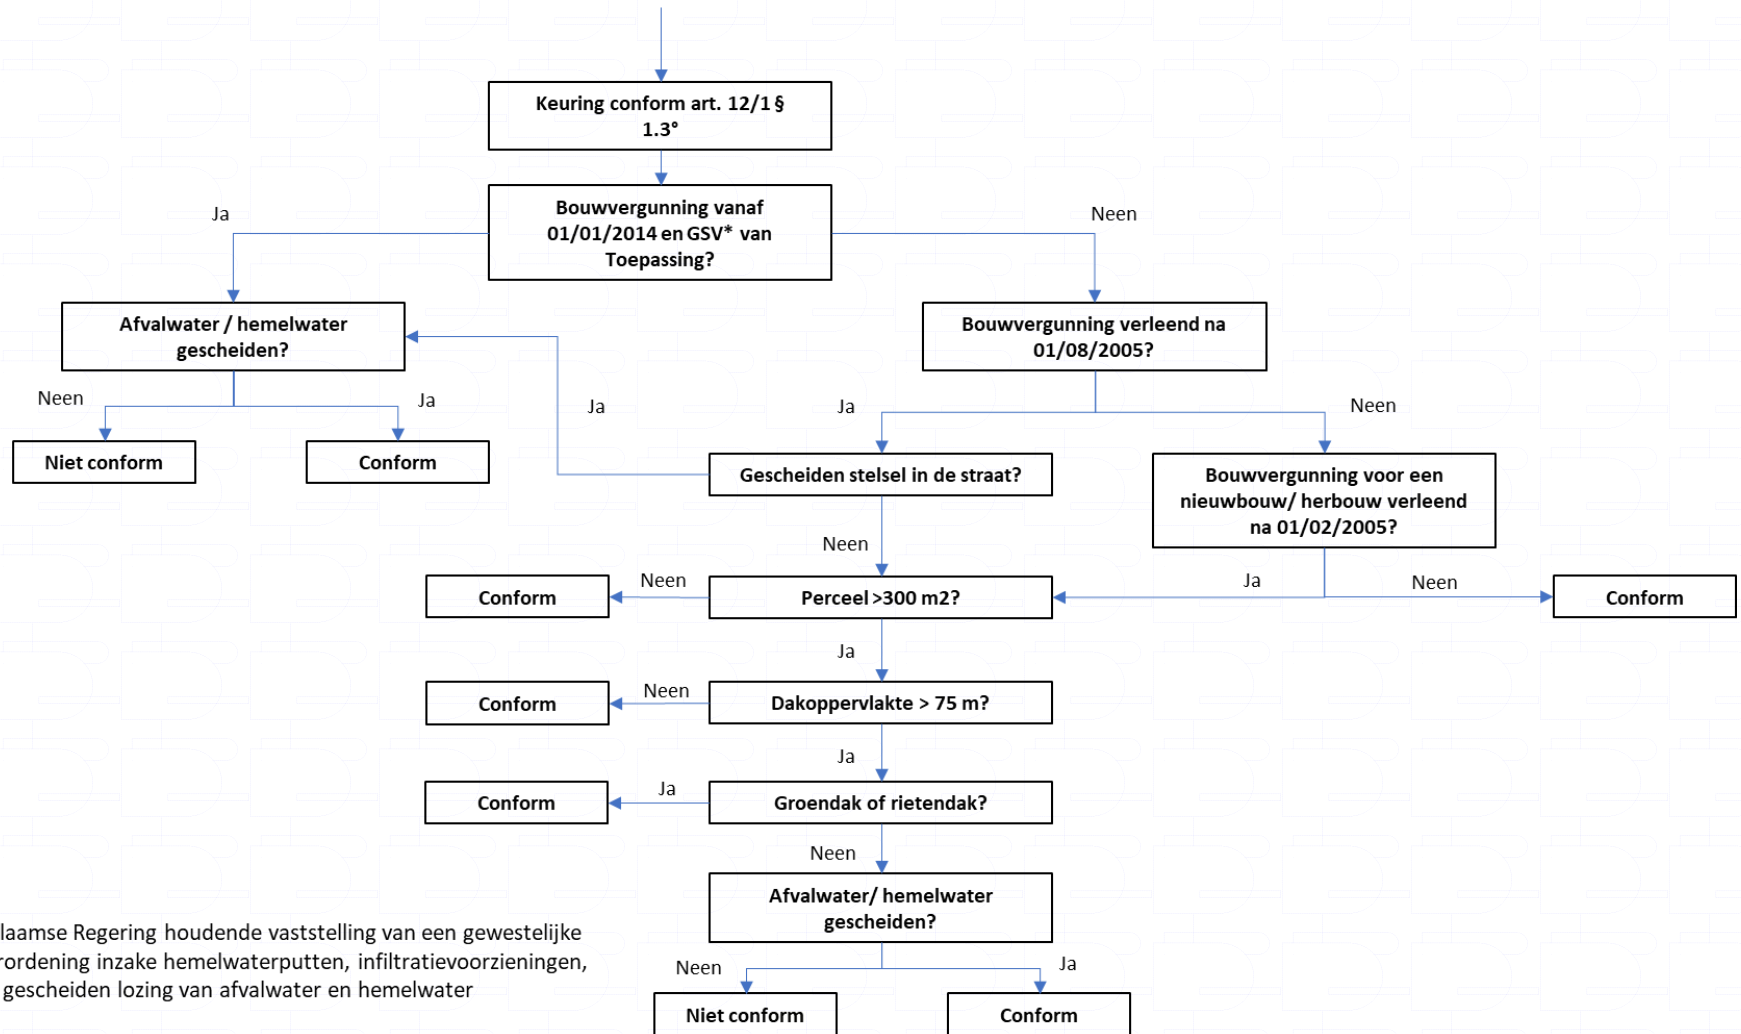 Keuring conform art. 12/1 §
1.3°
Bouwvergunning vanaf
01/01/2014 en GSV* van
Toepassing?
Ja
Neen
Afvalwater / hemelwater
gescheiden?
Bouwvergunning verleend na
01/08/2005?
Neen
Ja
Ja
Ja
Neen
Niet conform
Conform
Gescheiden stelsel in de straat?
Bouwvergunning voor een
nieuwbouw/ herbouw verleend
na 01/02/2005?
Neen
Conform
Neen
Perceel >300 m2?
Ja
Neen
Conform
Ja
Conform
Neen
Dakoppervlakte > 75 m?
Ja
Conform
Ja
Groendak of rietendak?
Neen
Afvalwater/ hemelwater
gescheiden?
laamse Regering houdende vaststelling van een gewestelijke
rordening inzake hemelwaterputten, infiltratievoorzieningen,
gescheiden lozing van afvalwater en hemelwater
Neen
Ja
Niet conform
Conform